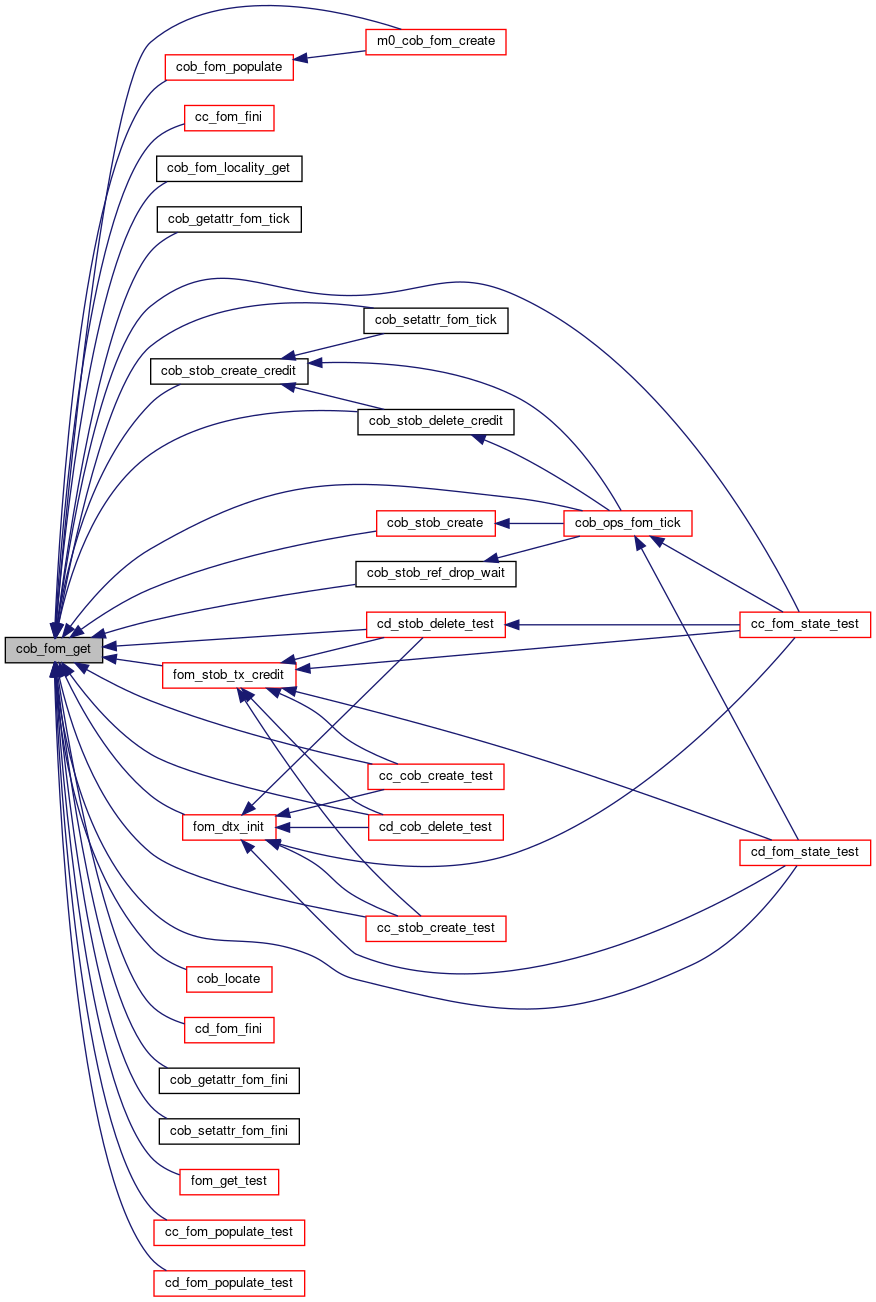 m0_cob_fom_create
cob_fom_populate
cc_fom_fini
cob_fom_locality_get
cob_getattr_fom_tick
cob_setattr_fom_tick
cob_stob_create_credit
cob_stob_delete_credit
cob_stob_create
cob_ops_fom_tick
cob_stob_ref_drop_wait
cd_stob_delete_test
cc_fom_state_test
cob_fom_get
fom_stob_tx_credit
cc_cob_create_test
fom_dtx_init
cd_cob_delete_test
cd_fom_state_test
cc_stob_create_test
cob_locate
cd_fom_fini
cob_getattr_fom_fini
cob_setattr_fom_fini
fom_get_test
cc_fom_populate_test
cd_fom_populate_test